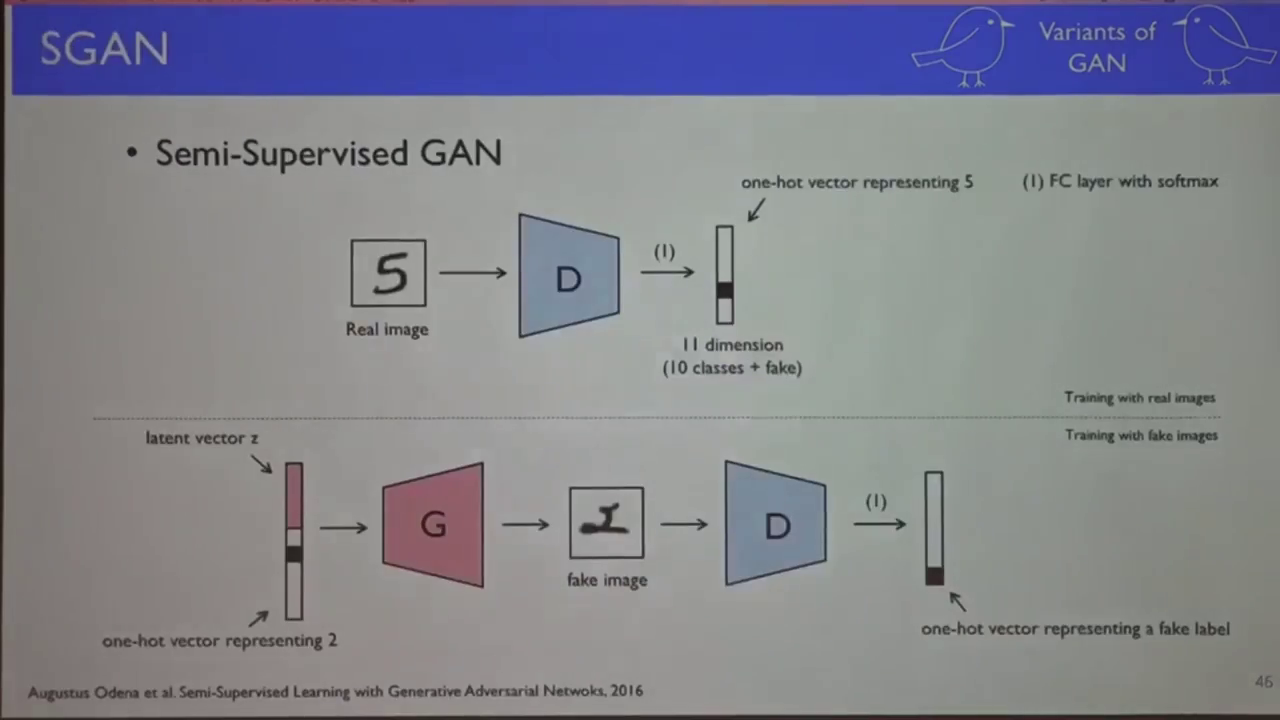 SGAN
Variants of
GAN
• Semi-Supervised GAN
one-hot vector representing 5
(1) FC layer with softmax
5
D
(1)
Real image
11 dimension
(10 classes + fake)
Training with real images
Training with fake images
latent vector z
G
D
(1)
fake image
one-hot vector representing 2
one-hot vector representing a fake label
Augustus Odena et al. Semi-Supervised Learning with Generative Adversarial Netwoks, 2016